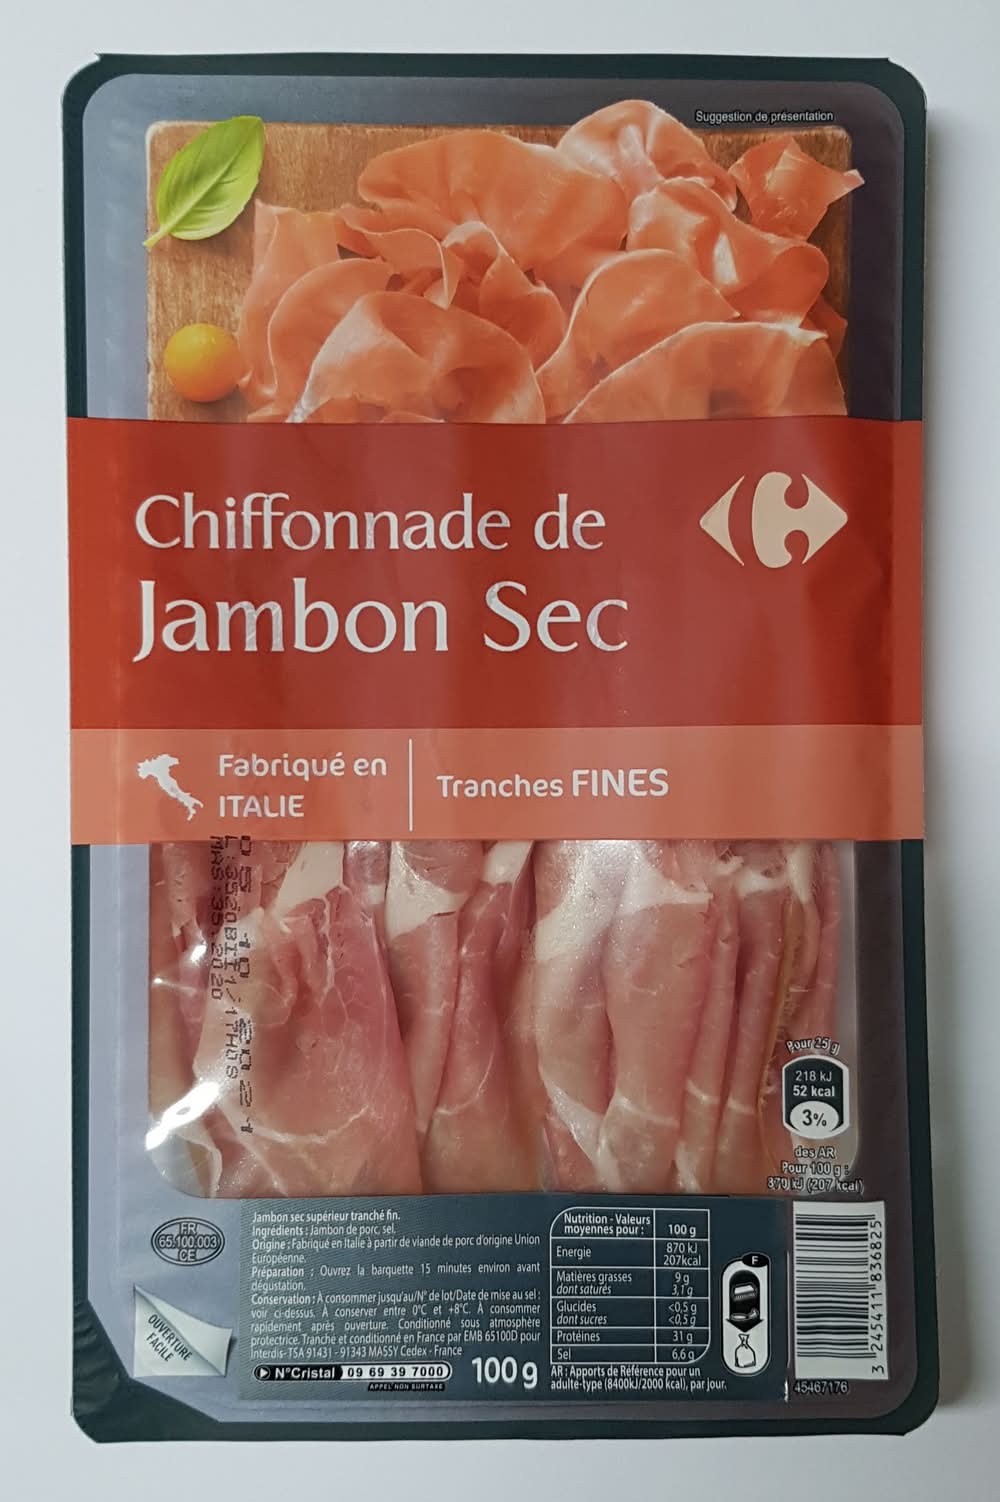 Suggestion de présentation
Chiffonnade de
Jambon Sec
Fabriqué en
ITALIE
Tranches FINES
Pour 25 g
218 kJ
52 kcal
3%
des AR
Pour 100 g :
870 kJ (207 kcal)
FR
65.100.003
CE
OUVERTURE
FACILE
Jambon sec supérieur tranché fin.
Ingrédients : Jambon de porc, sel.
Origine : Fabriqué en Italie à partir de viande de porc d'origine Union
Européenne.
Préparation : Ouvrez la barquette 15 minutes environ avant
dégustation.
Conservation : À consommer jusqu'au/N° de lot/Date de mise au sel :
voir ci-dessus. À conserver entre 0°C et +8°C. À consommer
rapidement après ouverture. Conditionné sous atmosphère
protectrice. Tranché et conditionné en France par EMB 65100D pour
Interdis- TSA 91431 - 91343 MASSY Cedex - France
N°Cristal 09 69 39 7000
APPEL NON SURTAXÉ
100 g
Nutrition - Valeurs
moyennes pour : 100 g
Energie 870 kJ
207kcal
Matières grasses 9 g
dont saturés 3,1 g
Glucides <0,5 g
dont sucres <0,5 g
Protéines 31 g
Sel 6,6 g
AR : Apports de Référence pour un
adulte-type (8400kJ/2000 kcal), par jour.
F
3 245411 836825
45467176